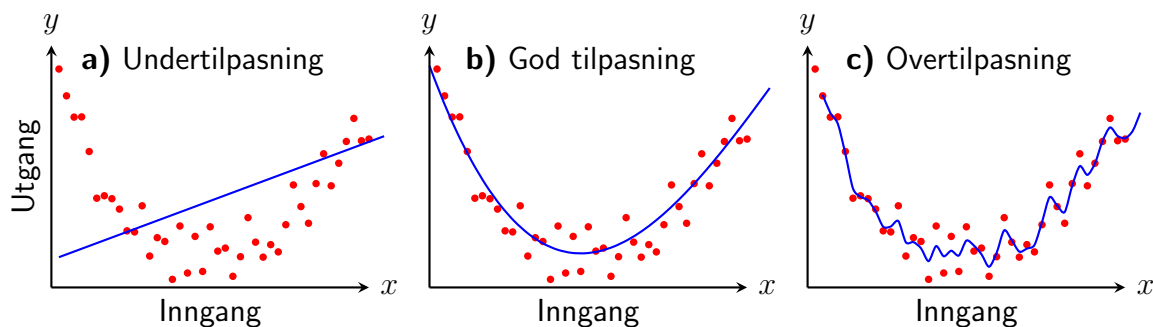 y
a) Undertilpasning
Utgang
x
Inngang
y
b) God tilpasning
x
Inngang
y
c) Overtilpasning
x
Inngang